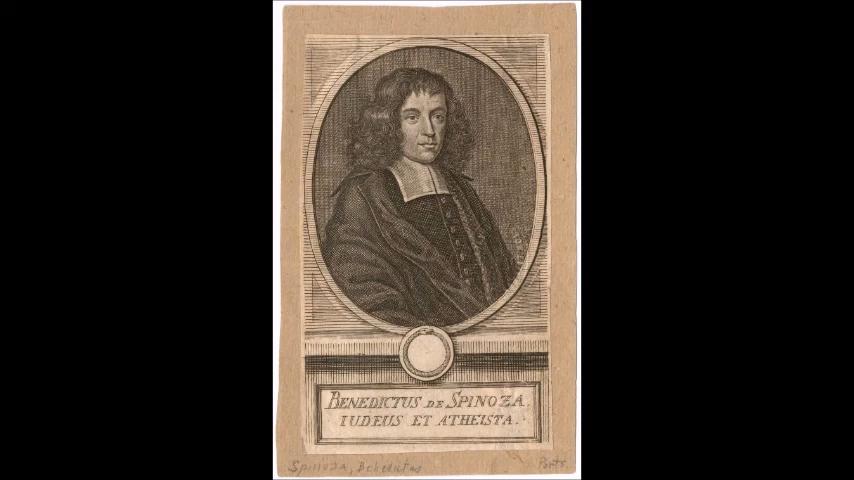 BENEDICTUS DE SPINOZA.
IUDEUS ET ATHEISTA.
Spinoza, Benedictus